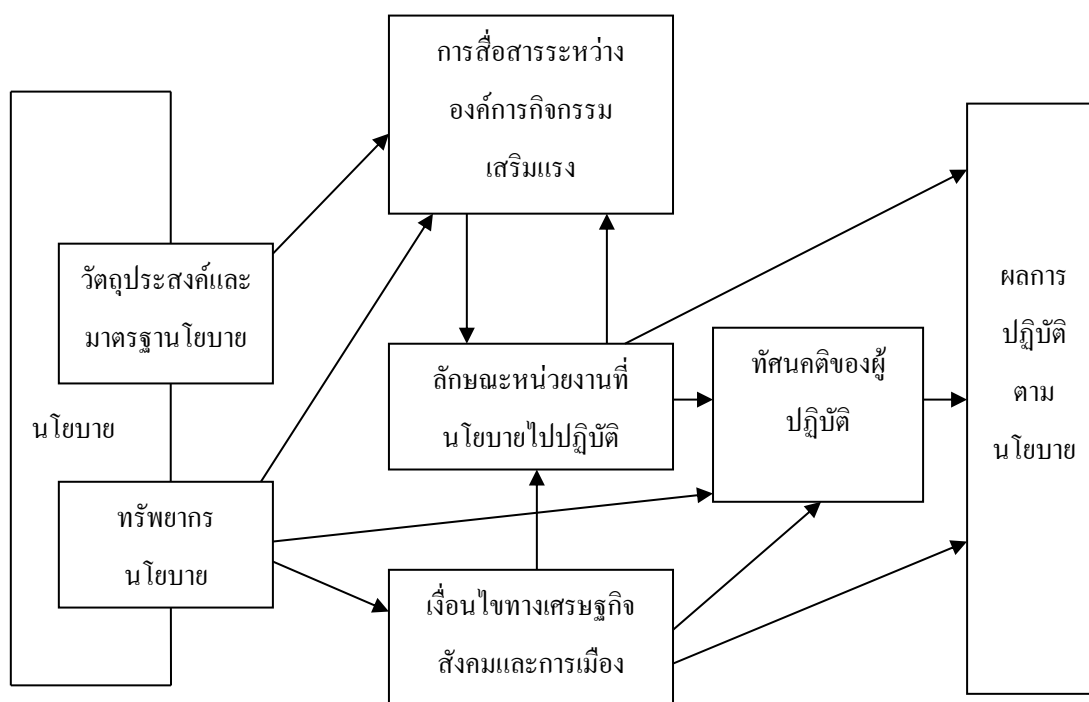 การสื่อสารระหว่าง
องค์การกิจกรรม
เสริมแรง
วัตถุประสงค์และ
มาตรฐานโยบาย
นโยบาย
ทรัพยากร
นโยบาย
ลักษณะหน่วยงานที่
นโยบายไปปฏิบัติ
ทัศนคติของผู้
ปฏิบัติ
เงื่อนไขทางเศรษฐกิจ
สังคมและการเมือง
ผลการ
ปฏิบัติ
ตาม
นโยบาย